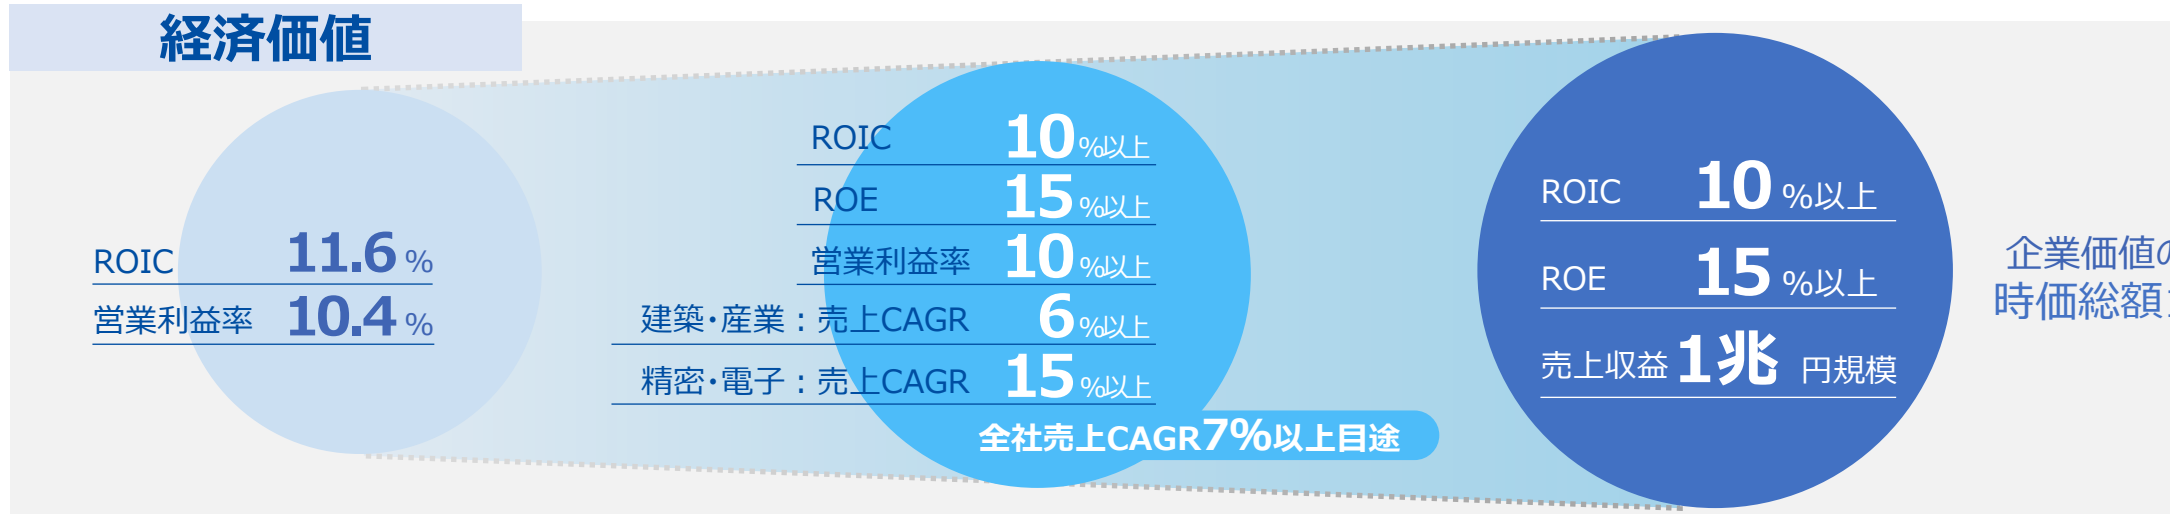 経済価値
ROIC 11.6 %
営業利益率 10.4 %
ROIC 10 %以上
ROE 15 %以上
営業利益率 10 %以上
建築・産業：売上CAGR 6 %以上
精密・電子：売上CAGR 15 %以上
全社売上CAGR7%以上目途
ROIC 10 %以上
ROE 15 %以上
売上収益 1兆 円規模
企業価値
時価総額